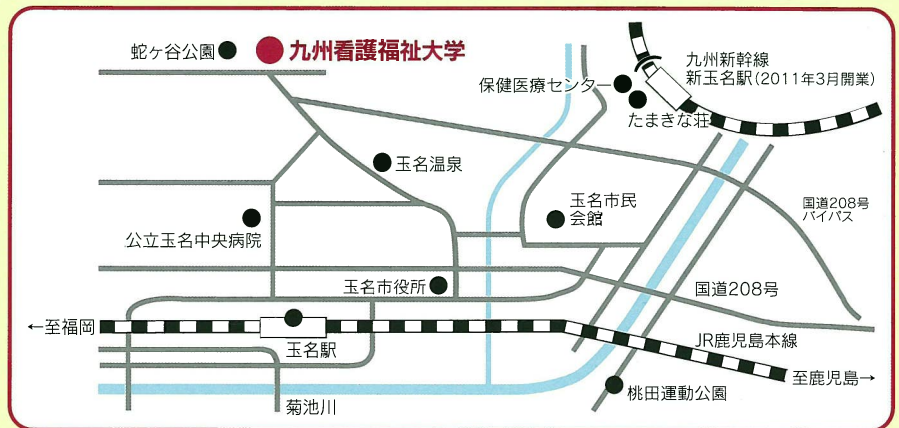 蛇ヶ谷公園
九州看護福祉大学
九州新幹線
新玉名駅(2011年3月開業)
保健医療センター
たまきな荘
玉名温泉
玉名市民
会館
国道208号
バイパス
公立玉名中央病院
玉名市役所
国道208号
←至福岡
玉名駅
JR鹿児島本線
至鹿児島→
桃田運動公園
菊池川